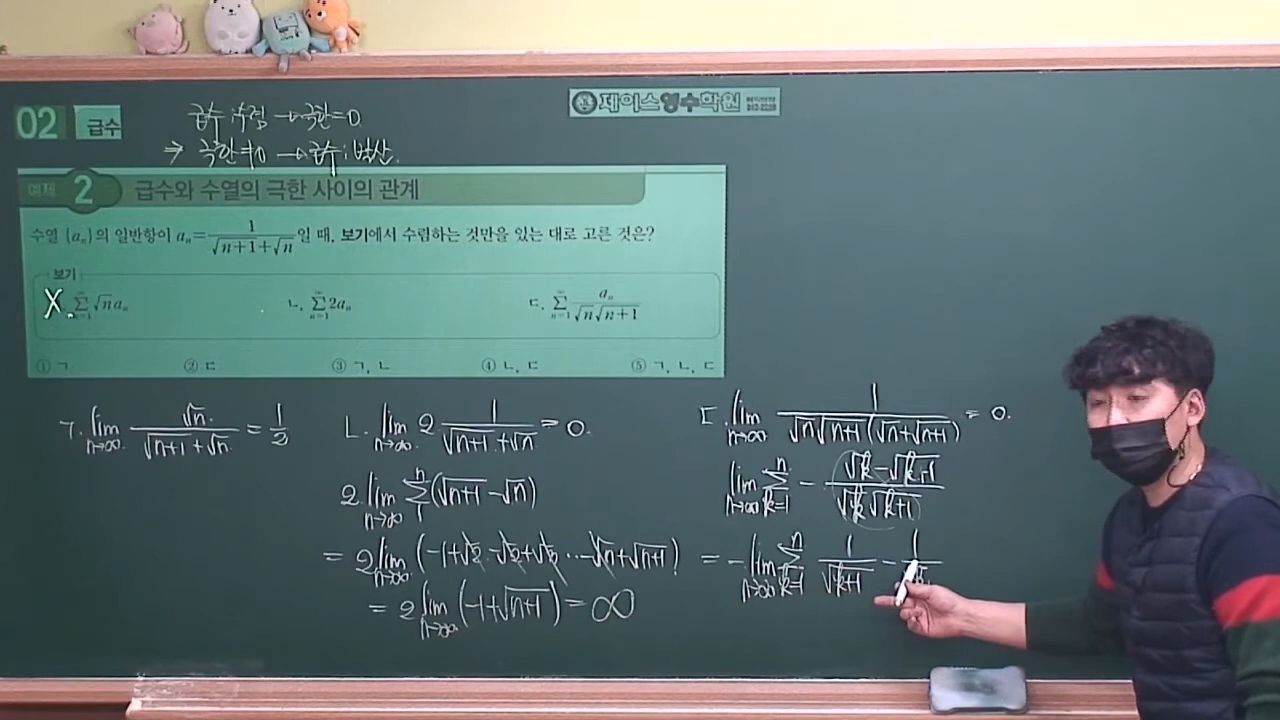 제이스영수학원
02 급수
급수 : 수렴 → 극한 = 0.
⇒ 극한 ≠ 0 → 급수 : 발산.
예제 2 급수와 수열의 극한 사이의 관계
수열 {aₙ}의 일반항이 aₙ = 1/(√(n+1)+√n)일 때, 보기에서 수렴하는 것만을 있는 대로 고른 것은?
보기
X. ∑_{n=1}^{∞} √n aₙ ㄴ. ∑_{n=1}^{∞} 2aₙ ㄷ. ∑_{n=1}^{∞} aₙ/(√n√(n+1))
① ㄱ ② ㄷ ③ ㄱ, ㄴ ④ ㄴ, ㄷ ⑤ ㄱ, ㄴ, ㄷ
ㄱ. lim_{n→∞} √n/(√(n+1)+√n) = 1/2
ㄴ. lim_{n→∞} 2 1/(√(n+1)+√n) = 0.
2 lim_{n→∞} ∑_{1}^{n} (√(n+1) - √n)
= 2 lim_{n→∞} (-1+√2 -√2+√3 ... -√n+√(n+1))
= 2 lim_{n→∞} (-1+√(n+1)) = ∞
ㄷ. lim_{n→∞} 1/(√n√(n+1)(√n+√(n+1))) = 0.
lim_{n→∞} ∑_{k=1}^{n} - (√k-√(k+1))/(√k√(k+1))
= - lim_{n→∞} ∑_{k=1}^{n} 1/√(k+1) - 1/